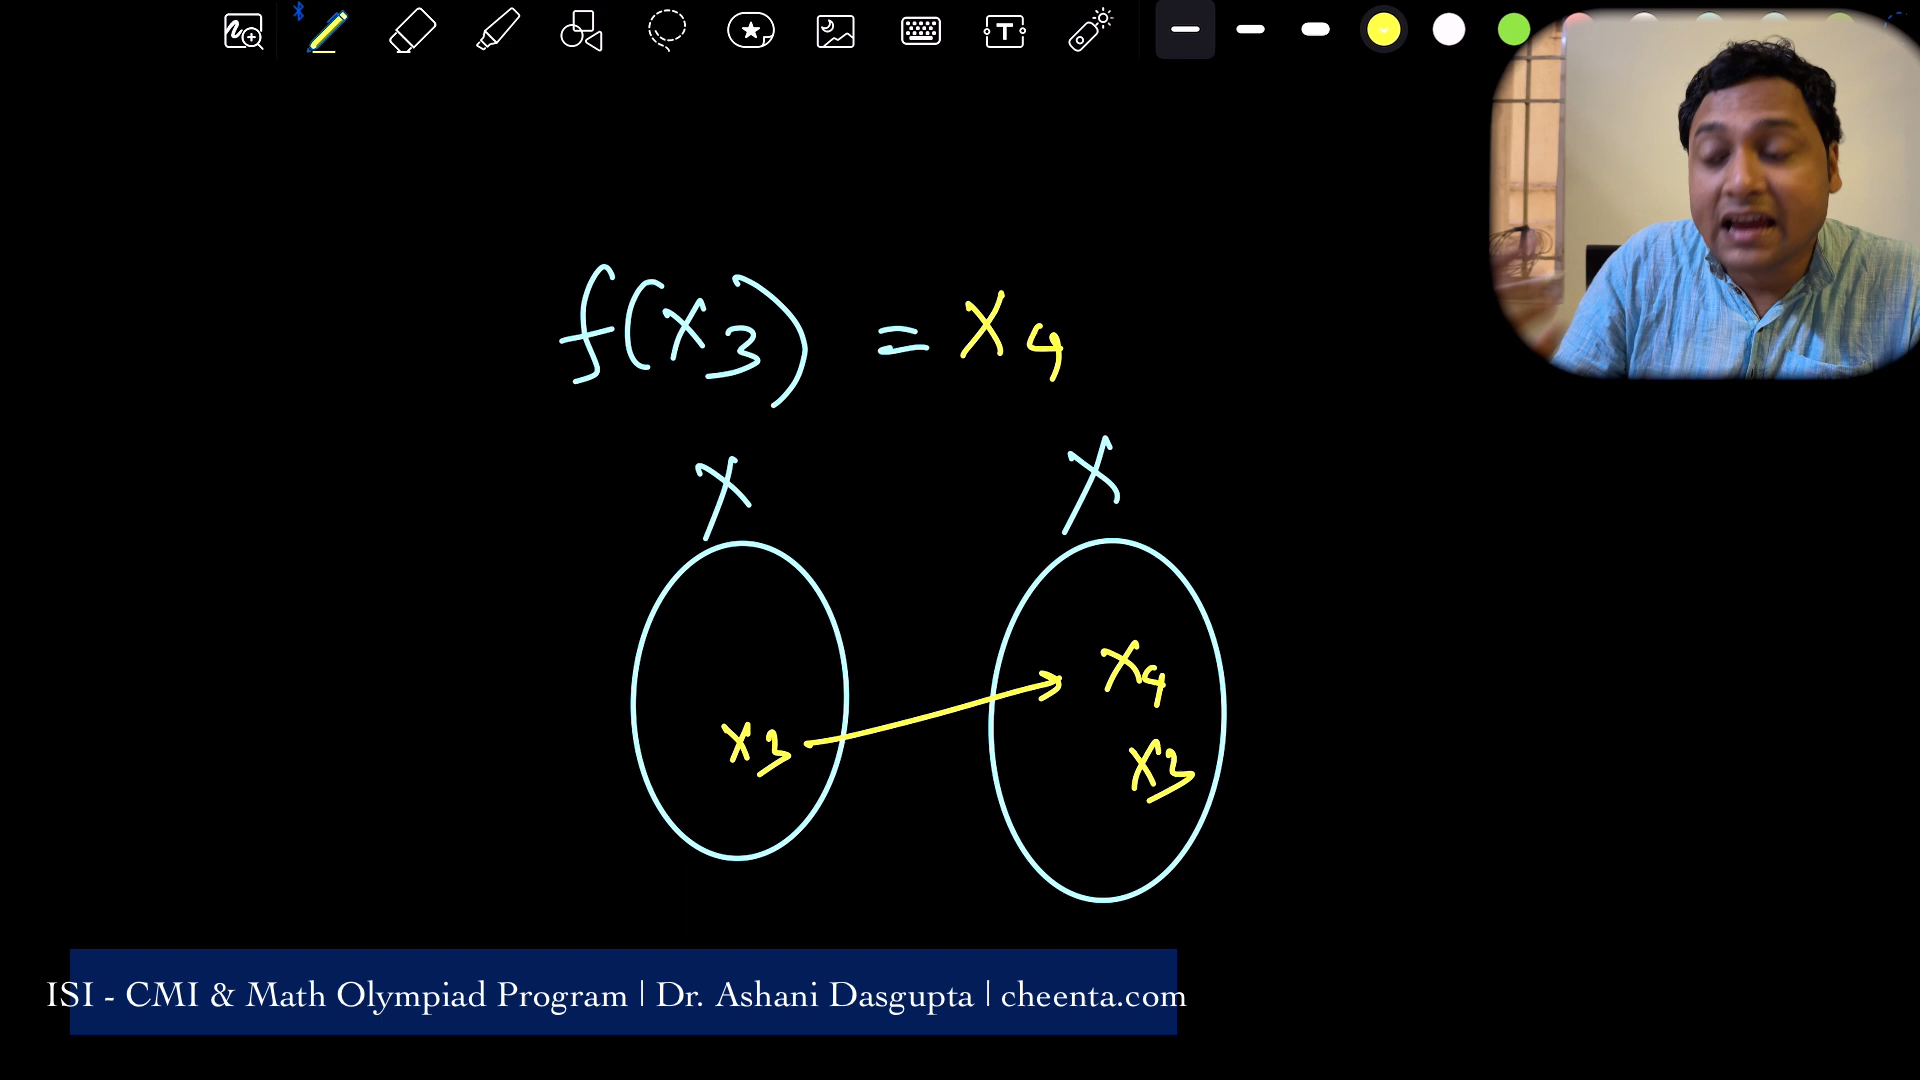 T
f(x3) = x4
X X
x4
x3
x3
ISI - CMI & Math Olympiad Program | Dr. Ashani Dasgupta | cheenta.com